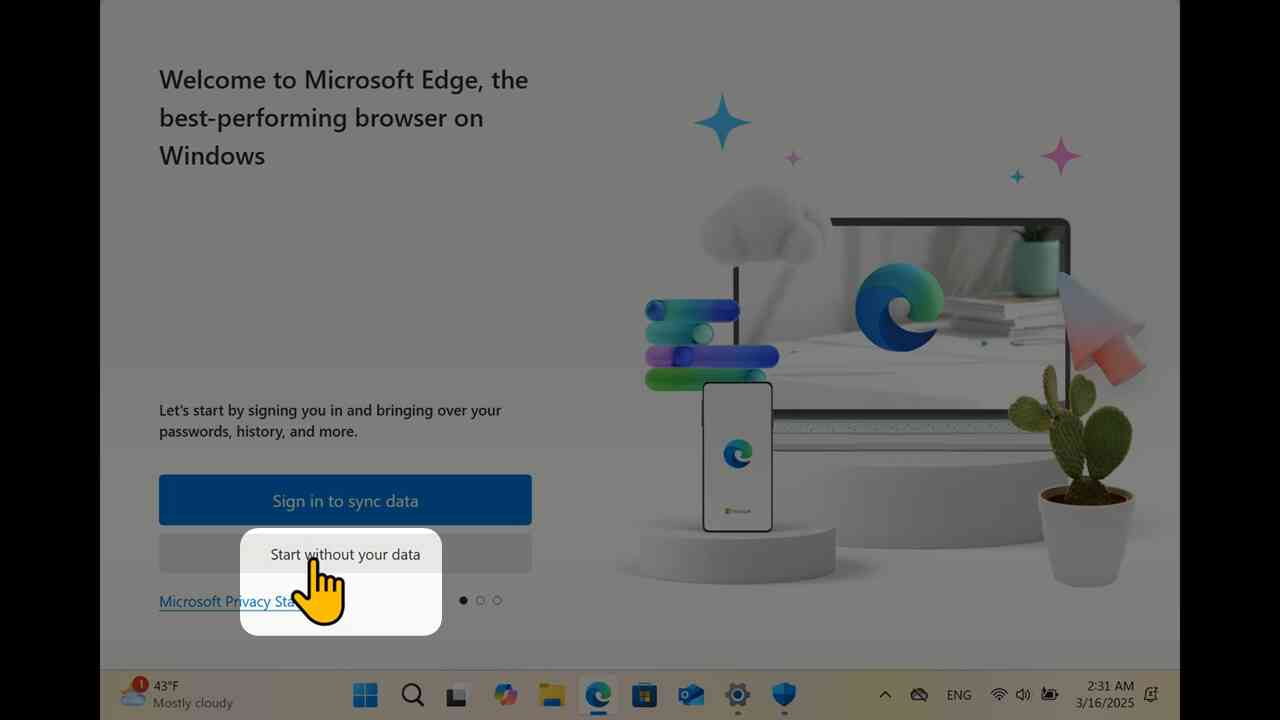 Welcome to Microsoft Edge, the
best-performing browser on
Windows
Let's start by signing you in and bringing over your
passwords, history, and more.
Sign in to sync data
Start without your data
Microsoft Privacy
1
43°F
Mostly cloudy
ENG
2:31 AM
3/16/2025